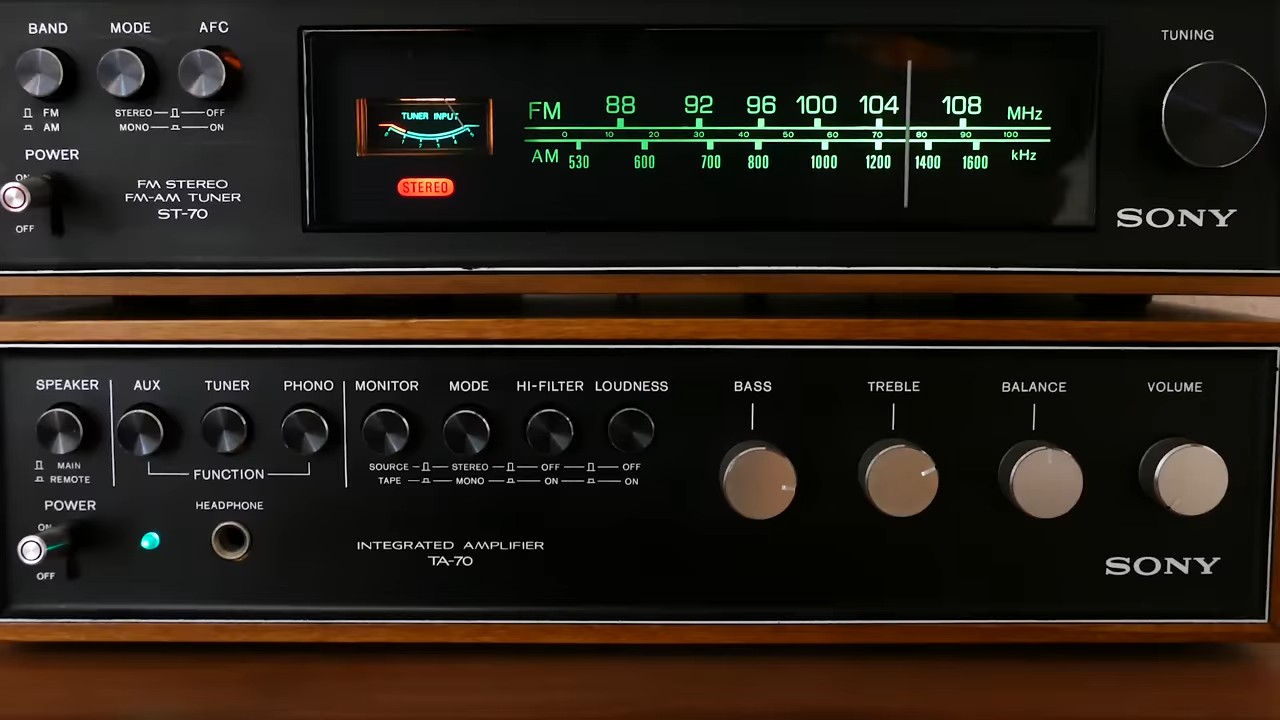 BAND MODE AFC
TUNING
FM
AM
STEREO OFF
MONO ON
POWER
ON
OFF
FM STEREO
FM-AM TUNER
ST-70
TUNER INPUT
STEREO
FM 88 92 96 100 104 108 MHz
0 10 20 30 40 50 60 70 80 90 100
AM 530 600 700 800 1000 1200 1400 1600 kHz
SONY
SPEAKER AUX TUNER PHONO MONITOR MODE HI-FILTER LOUDNESS
BASS TREBLE BALANCE VOLUME
MAIN
REMOTE
FUNCTION
SOURCE STEREO OFF OFF
TAPE MONO ON ON
POWER
ON
OFF
HEADPHONE
INTEGRATED AMPLIFIER
TA-70
SONY